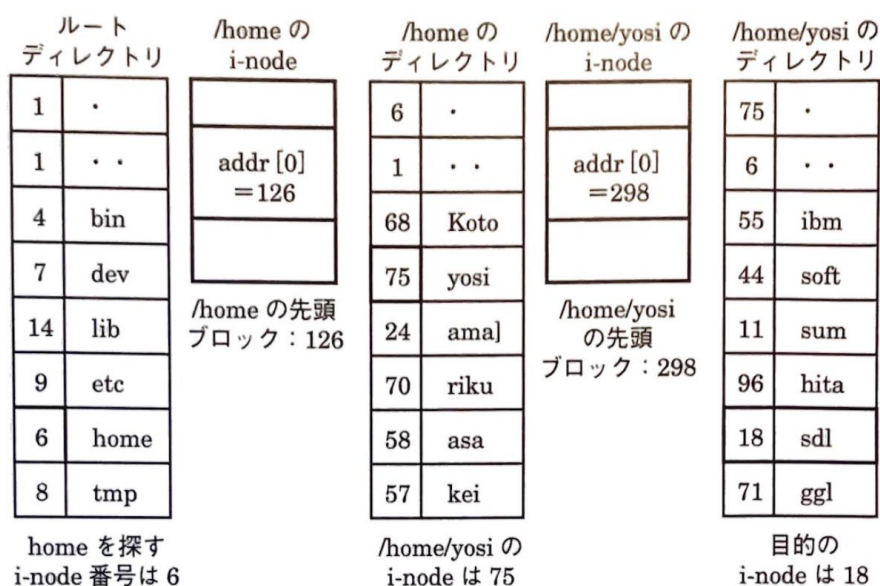 ルート
ディレクトリ
1 ・
1 ・・
4 bin
7 dev
14 lib
9 etc
6 home
8 tmp
home を探す
i-node 番号は 6
/home の
i-node
addr [0]
=126
/home の先頭
ブロック：126
/home の
ディレクトリ
6 ・
1 ・・
68 Koto
75 yosi
24 ama]
70 riku
58 asa
57 kei
/home/yosi の
i-node は 75
/home/yosi の
i-node
addr [0]
=298
/home/yosi
の先頭
ブロック：298
/home/yosi の
ディレクトリ
75 ・
6 ・・
55 ibm
44 soft
11 sum
96 hita
18 sdl
71 ggl
目的の
i-node は 18